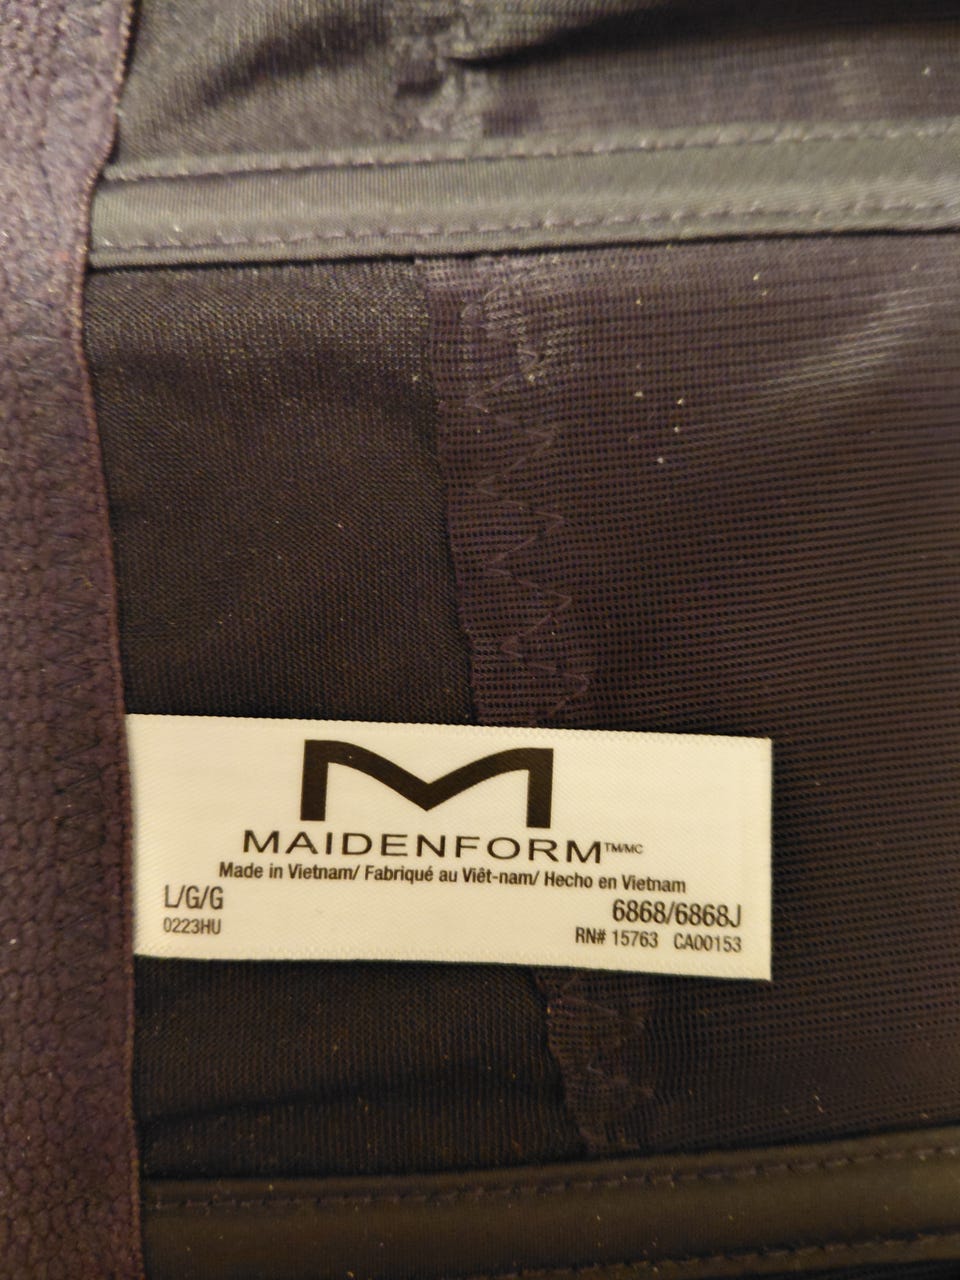 M
MAIDENFORM™/MC
Made in Vietnam/ Fabriqué au Viêt-nam/ Hecho en Vietnam
L/G/G
6868/6868J
0223HU
RN# 15763 CA00153